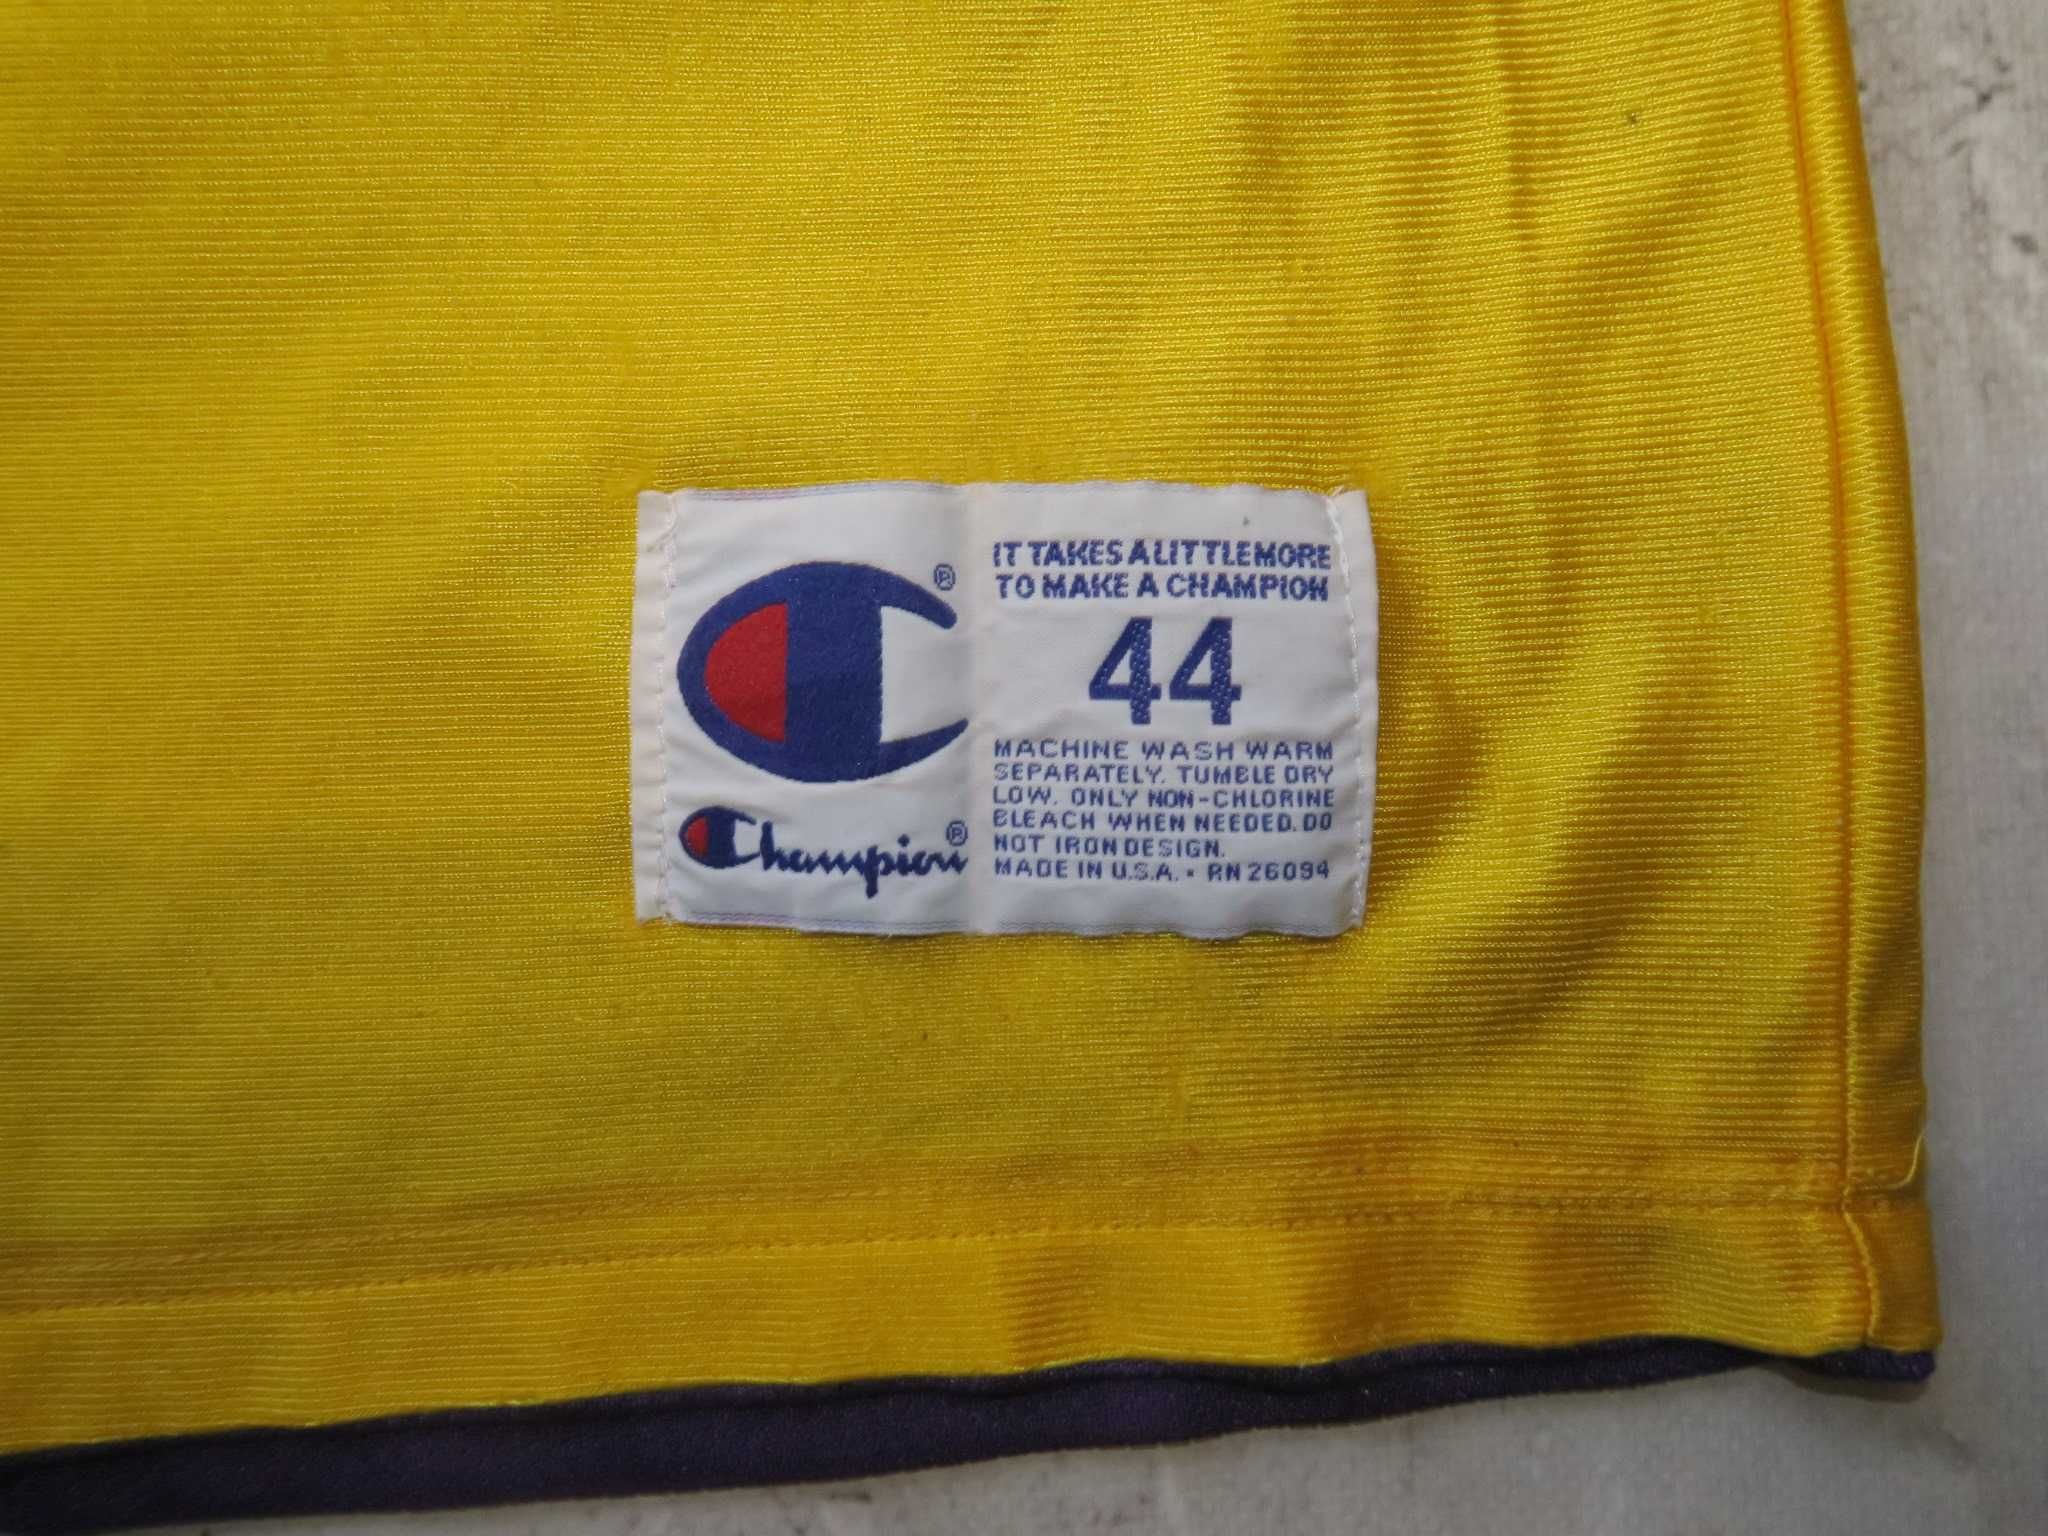 IT TAKES A LITTLE MORE
TO MAKE A CHAMPION
44
MACHINE WASH WARM
SEPARATELY. TUMBLE DRY
LOW. ONLY NON-CHLORINE
BLEACH WHEN NEEDED. DO
NOT IRON DESIGN.
MADE IN U.S.A. • RN 26094
®
Champion®